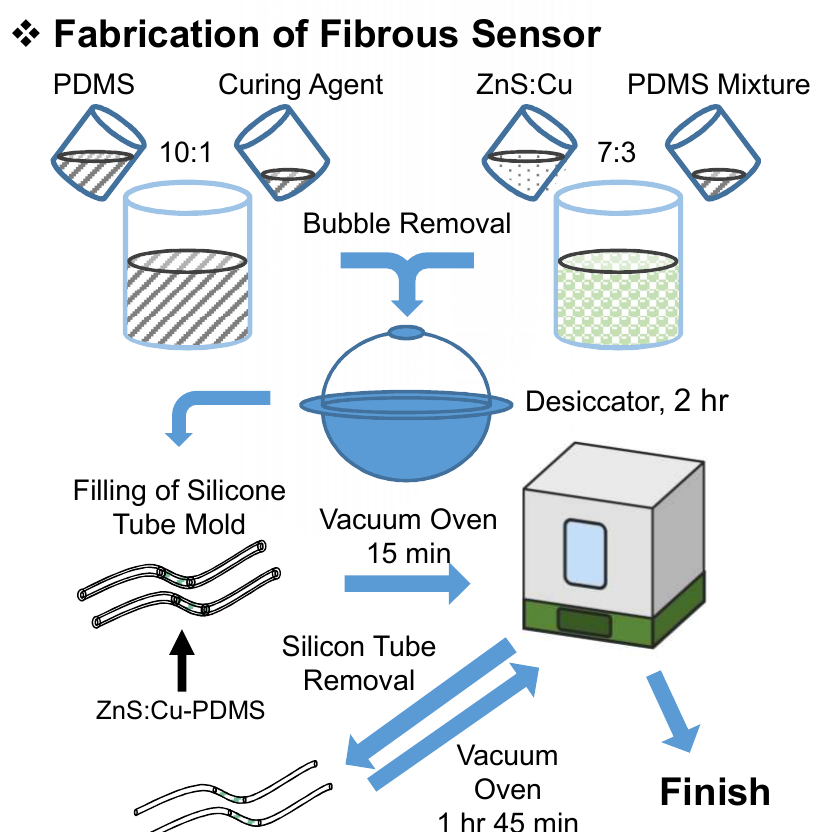 ❖ Fabrication of Fibrous Sensor
PDMS
Curing Agent
ZnS:Cu
PDMS Mixture
10:1
7:3
Bubble Removal
Desiccator, 2 hr
Filling of Silicone
Tube Mold
Vacuum Oven
15 min
Silicon Tube
Removal
ZnS:Cu-PDMS
Vacuum
Oven
1 hr 45 min
Finish